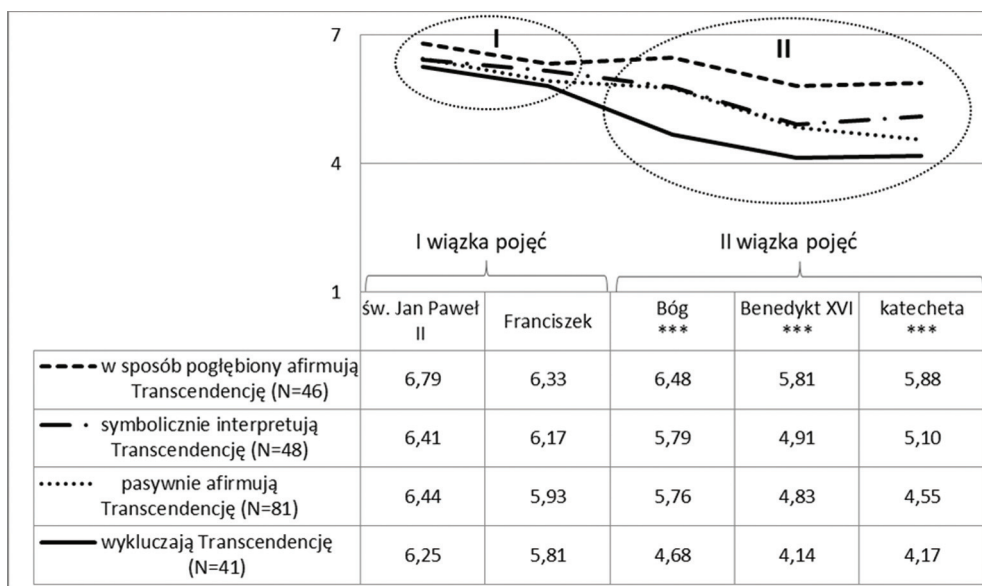 7
I
II
4
I wiązka pojęć
II wiązka pojęć
1
św. Jan Paweł II
Franciszek
Bóg ***
Benedykt XVI ***
katecheta ***
w sposób pogłębiony afirmują
Transcendencję (N=46)
6,79 6,33 6,48 5,81 5,88
symbolicznie interpretują
Transcendencję (N=48)
6,41 6,17 5,79 4,91 5,10
pasywnie afirmują
Transcendencję (N=81)
6,44 5,93 5,76 4,83 4,55
wykluczają Transcendencję
(N=41)
6,25 5,81 4,68 4,14 4,17